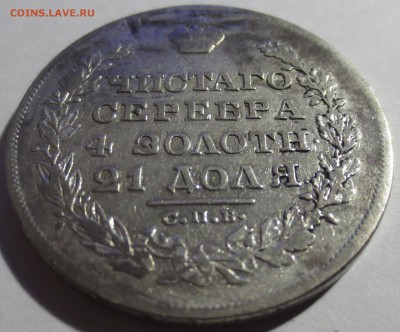 COINS.LAVE.RU
ЧИСТАГО
СЕРЕБРА
4 ЗОЛОТН
21 ДОЛЯ
С.П.Б.